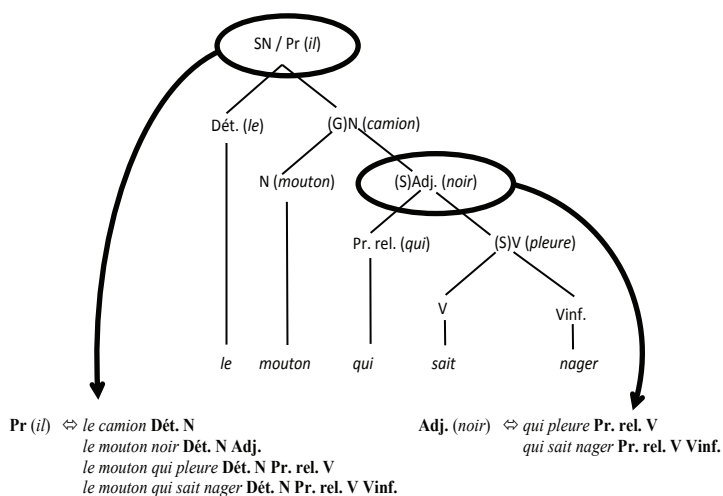 SN / Pr (il)
Dét. (le) (G)N (camion)
N (mouton) (S)Adj. (noir)
Pr. rel. (qui) (S)V (pleure)
V Vinf.
le mouton qui sait nager
Pr (il) ⇔ le camion Dét. N
le mouton noir Dét. N Adj.
le mouton qui pleure Dét. N Pr. rel. V
le mouton qui sait nager Dét. N Pr. rel. V Vinf.
Adj. (noir) ⇔ qui pleure Pr. rel. V
qui sait nager Pr. rel. V Vinf.